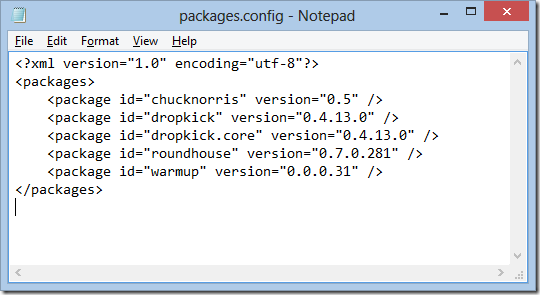 packages.config - Notepad
File Edit Format View Help
<?xml version="1.0" encoding="utf-8"?>
<packages>
    <package id="chucknorris" version="0.5" />
    <package id="dropkick" version="0.4.13.0" />
    <package id="dropkick.core" version="0.4.13.0" />
    <package id="roundhouse" version="0.7.0.281" />
    <package id="warmup" version="0.0.0.31" />
</packages>